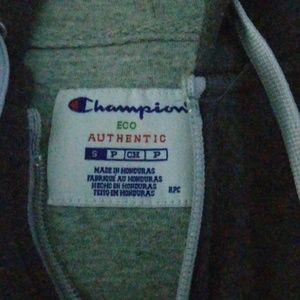 Champion
ECO
AUTHENTIC
S P CH P
MADE IN HONDURAS
FABRIQUÉ AU HONDURAS
HECHO EN HONDURAS
FEITO EM HONDURAS
RPC